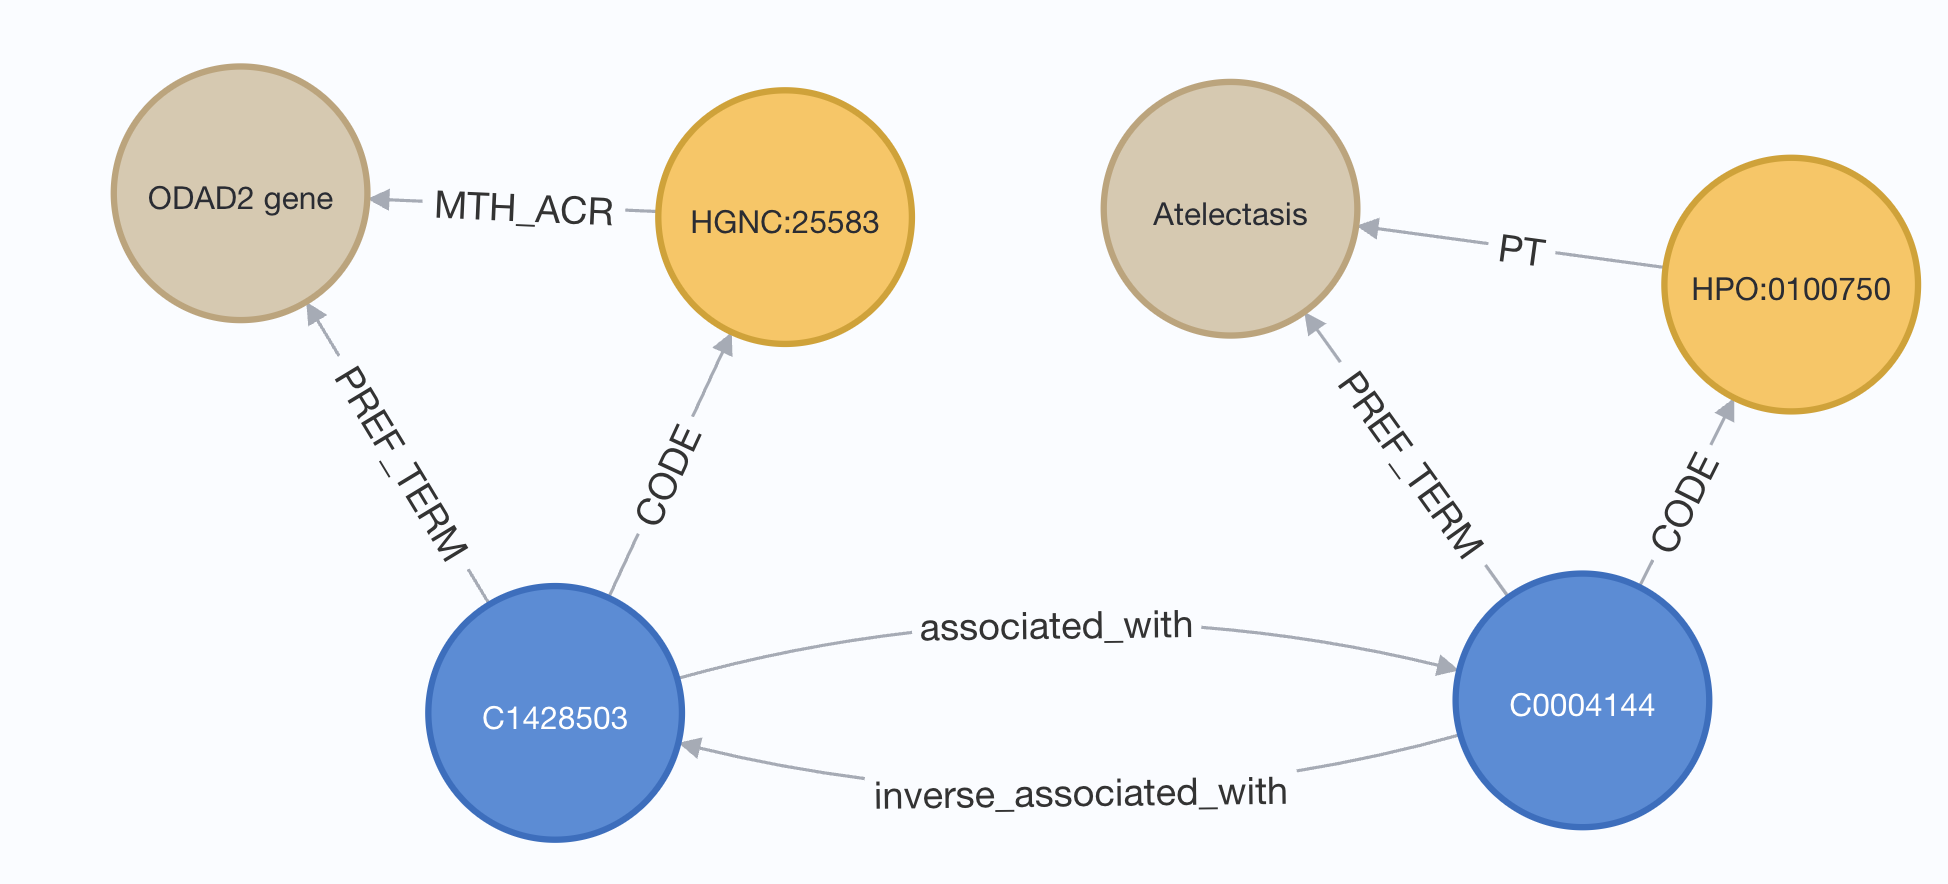 ODAD2 gene
MTH_ACR
HGNC:25583
Atelectasis
PT
HPO:0100750
PREF_TERM
CODE
PREF_TERM
CODE
associated_with
C1428503
C0004144
inverse_associated_with